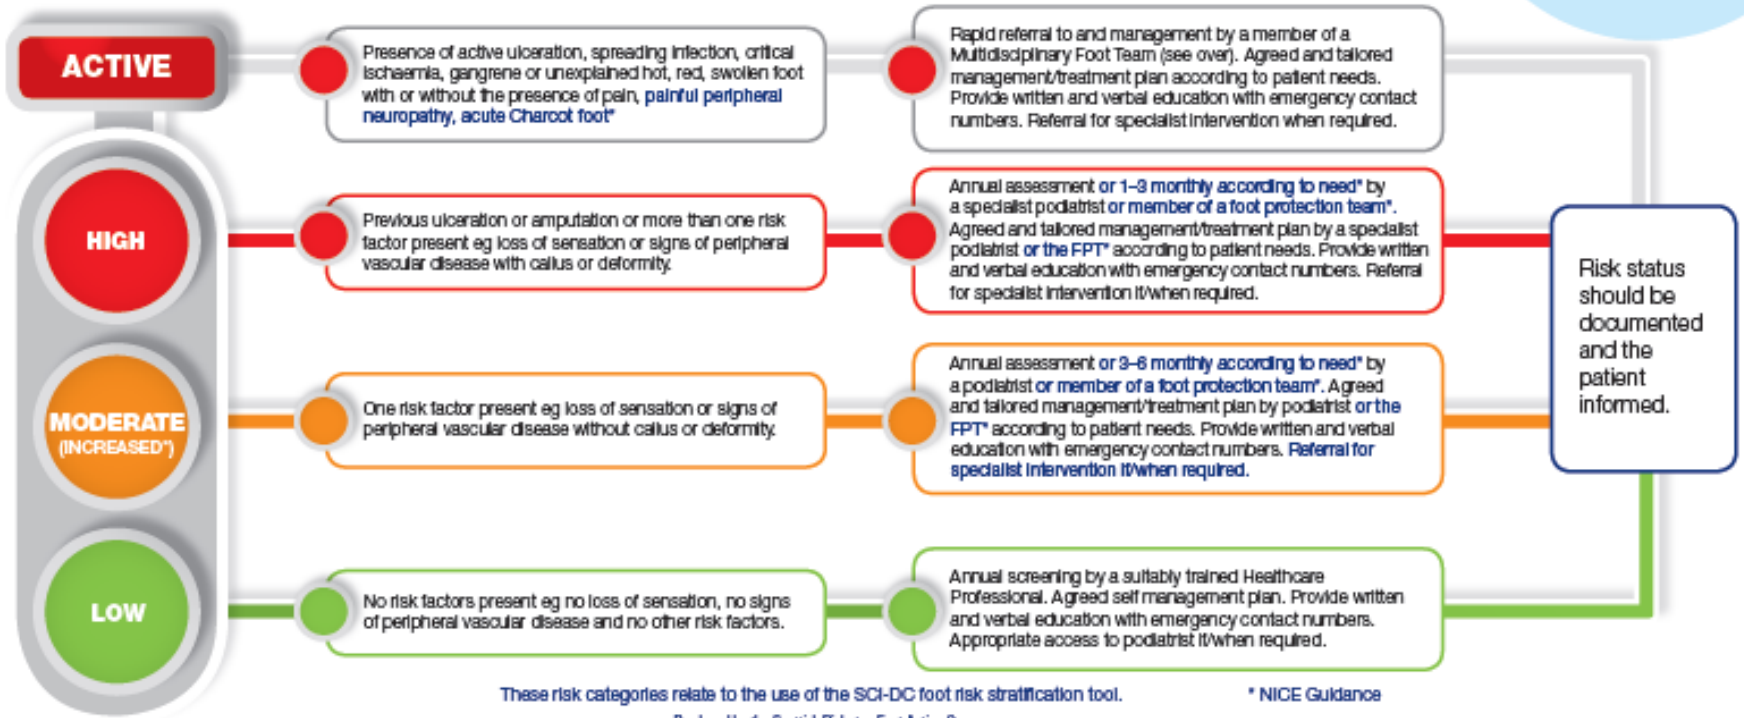 ACTIVE
Presence of active ulceration, spreading infection, critical
ischaemia, gangrene or unexplained hot, red, swollen foot
with or without the presence of pain, painful peripheral
neuropathy, acute Charcot foot*
Rapid referral to and management by a member of a
Multidisciplinary Foot Team (see over). Agreed and tailored
management/treatment plan according to patient needs.
Provide written and verbal education with emergency contact
numbers. Referral for specialist intervention when required.
HIGH
Previous ulceration or amputation or more than one risk
factor present eg loss of sensation or signs of peripheral
vascular disease with callus or deformity.
Annual assessment or 1–3 monthly according to need* by
a specialist podiatrist or member of a foot protection team*.
Agreed and tailored management/treatment plan by a specialist
podiatrist or the FPT* according to patient needs. Provide written
and verbal education with emergency contact numbers. Referral
for specialist intervention if/when required.
MODERATE
(INCREASED*)
One risk factor present eg loss of sensation or signs of
peripheral vascular disease without callus or deformity.
Annual assessment or 3–6 monthly according to need* by
a podiatrist or member of a foot protection team*. Agreed
and tailored management/treatment plan by podiatrist or the
FPT* according to patient needs. Provide written and verbal
education with emergency contact numbers. Referral for
specialist intervention if/when required.
LOW
No risk factors present eg no loss of sensation, no signs
of peripheral vascular disease and no other risk factors.
Annual screening by a suitably trained Healthcare
Professional. Agreed self management plan. Provide written
and verbal education with emergency contact numbers.
Appropriate access to podiatrist if/when required.
Risk status
should be
documented
and the
patient
informed.
These risk categories relate to the use of the SCI-DC foot risk stratification tool.
* NICE Guidance